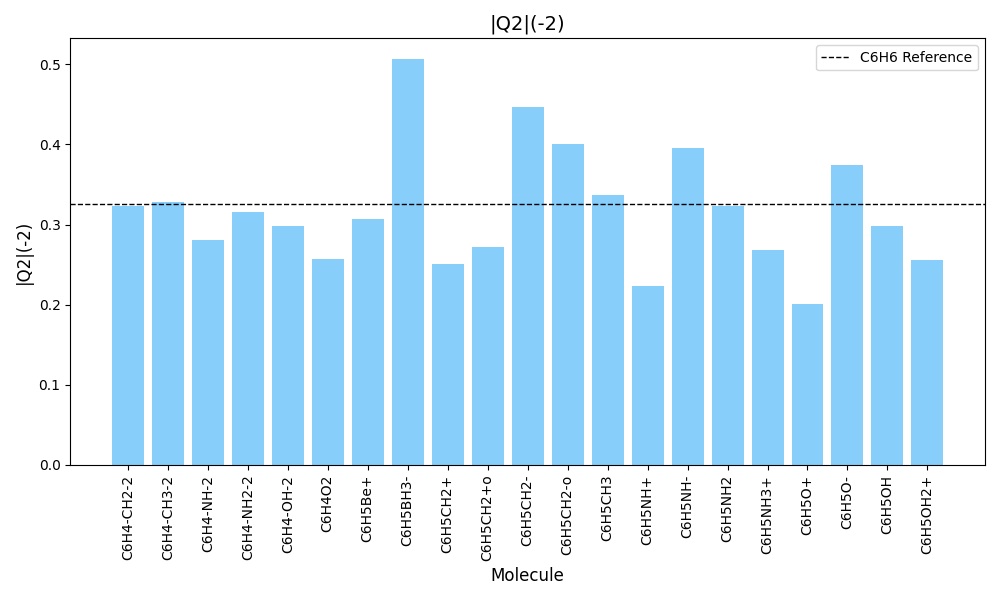 |Q2|(-2)
C6H6 Reference
|Q2|(-2)
0.5
0.4
0.3
0.2
0.1
0.0
C6H4-CH2-2
C6H4-CH3-2
C6H4-NH-2
C6H4-NH2-2
C6H4-OH-2
C6H4O2
C6H5Be+
C6H5BH3-
C6H5CH2+
C6H5CH2+o
C6H5CH2-
C6H5CH2-o
C6H5CH3
C6H5NH+
C6H5NH-
C6H5NH2
C6H5NH3+
C6H5O+
C6H5O-
C6H5OH
C6H5OH2+
Molecule